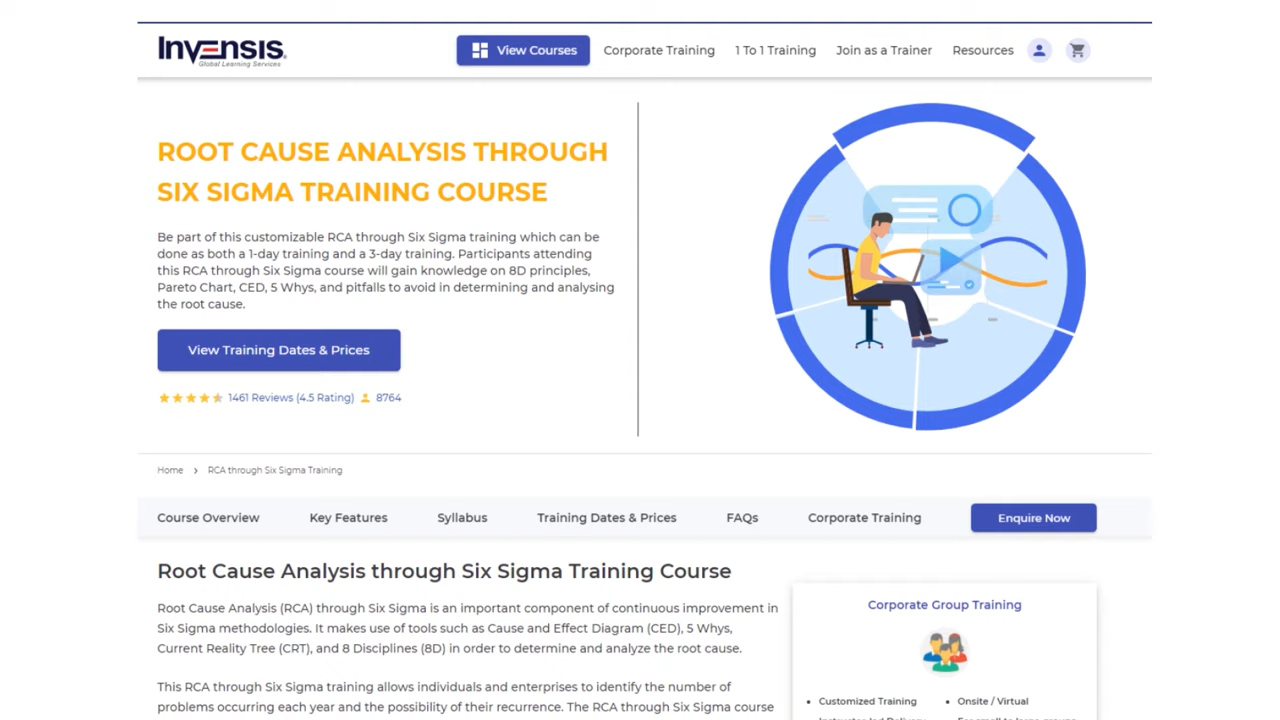 Invensis
Global Learning Services
View Courses
Corporate Training
1 To 1 Training
Join as a Trainer
Resources
ROOT CAUSE ANALYSIS THROUGH
SIX SIGMA TRAINING COURSE
Be part of this customizable RCA through Six Sigma training which can be
done as both a 1-day training and a 3-day training. Participants attending
this RCA through Six Sigma course will gain knowledge on 8D principles,
Pareto Chart, CED, 5 Whys, and pitfalls to avoid in determining and analysing
the root cause.
View Training Dates & Prices
1461 Reviews (4.5 Rating) 8764
Home > RCA through Six Sigma Training
Course Overview
Key Features
Syllabus
Training Dates & Prices
FAQs
Corporate Training
Enquire Now
Root Cause Analysis through Six Sigma Training Course
Root Cause Analysis (RCA) through Six Sigma is an important component of continuous improvement in
Six Sigma methodologies. It makes use of tools such as Cause and Effect Diagram (CED), 5 Whys,
Current Reality Tree (CRT), and 8 Disciplines (8D) in order to determine and analyze the root cause.
This RCA through Six Sigma training allows individuals and enterprises to identify the number of
problems occurring each year and the possibility of their recurrence. The RCA through Six Sigma course
Corporate Group Training
• Customized Training
• Onsite / Virtual